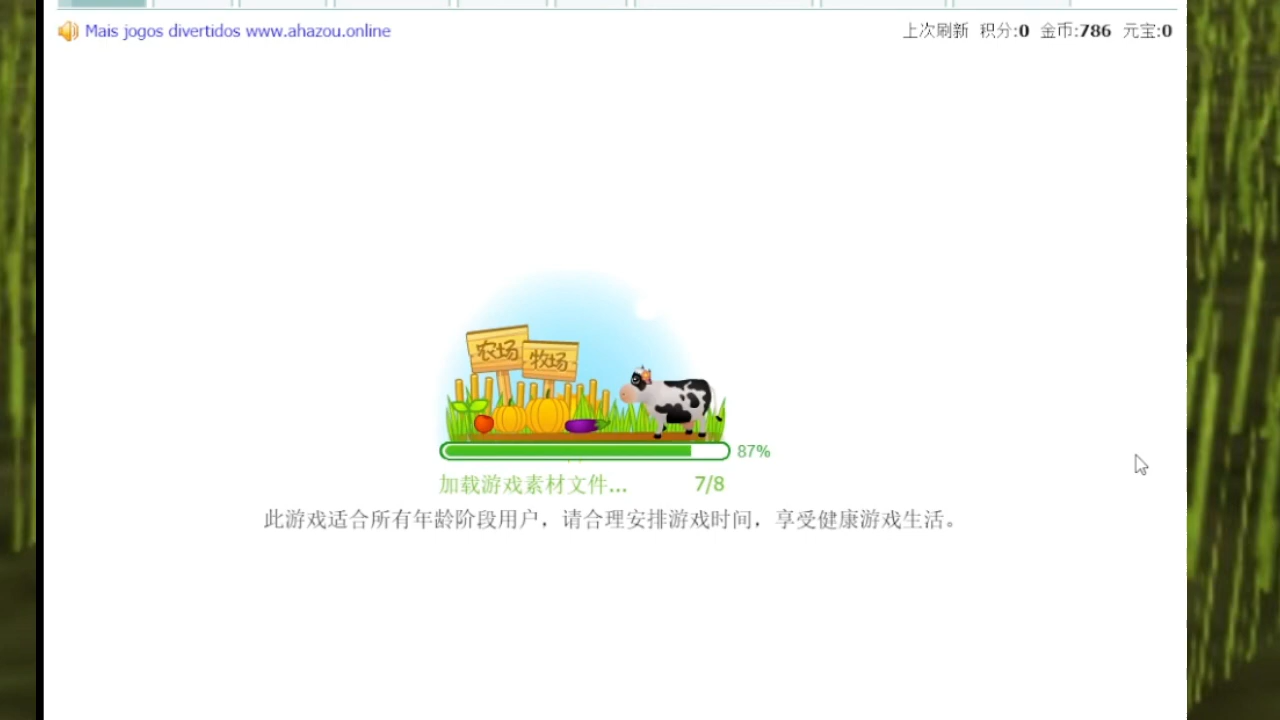 Mais jogos divertidos www.ahazou.online
上次刷新 积分:0 金币:786 元宝:0
农场
牧场
87%
加载游戏素材文件... 7/8
此游戏适合所有年龄阶段用户，请合理安排游戏时间，享受健康游戏生活。